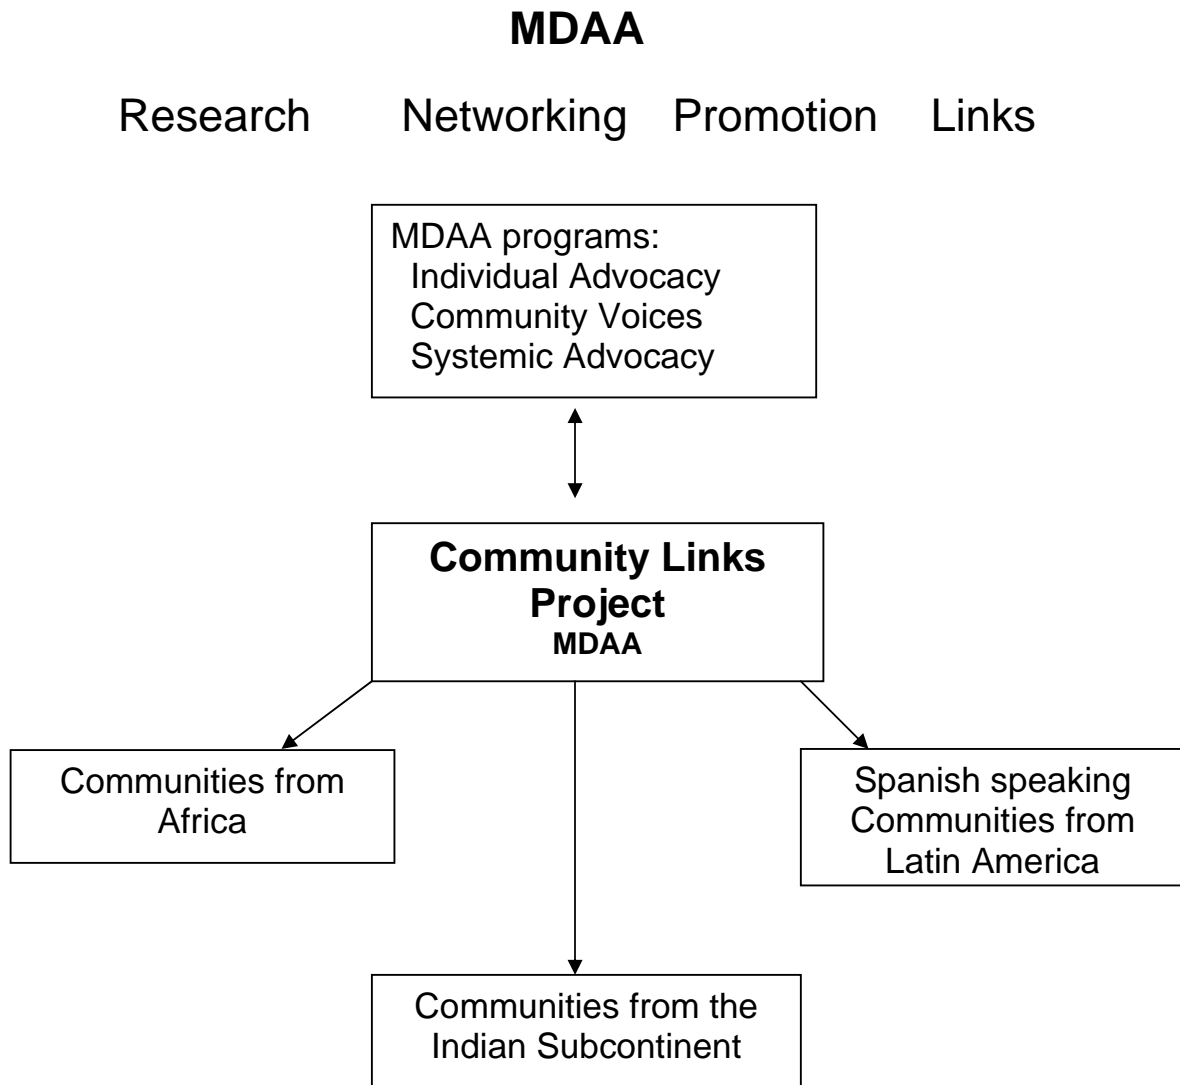 MDAA
Research Networking Promotion Links
MDAA programs:
Individual Advocacy
Community Voices
Systemic Advocacy
Community Links
Project
MDAA
Communities from
Africa
Spanish speaking
Communities from
Latin America
Communities from the
Indian Subcontinent